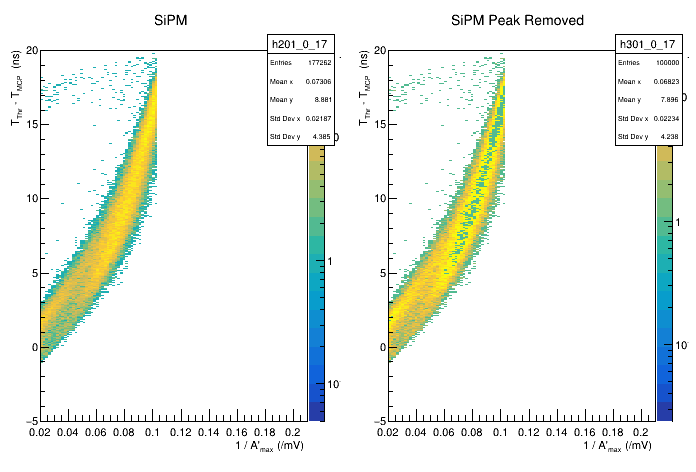 SiPM
h201_0_17
Entries 177252
Mean x 0.07306
Mean y 8.881
Std Dev x 0.02187
Std Dev y 4.385
T_Thr - T_MCP (ns)
20
15
10
5
0
−5
0.02 0.04 0.06 0.08 0.1 0.12 0.14 0.16 0.18 0.2
1 / A'_max (/mV)
1
10
SiPM Peak Removed
h301_0_17
Entries 100000
Mean x 0.06823
Mean y 7.896
Std Dev x 0.02234
Std Dev y 4.238
T_Thr - T_MCP (ns)
20
15
10
5
0
−5
0.02 0.04 0.06 0.08 0.1 0.12 0.14 0.16 0.18 0.2
1 / A'_max (/mV)
1
10